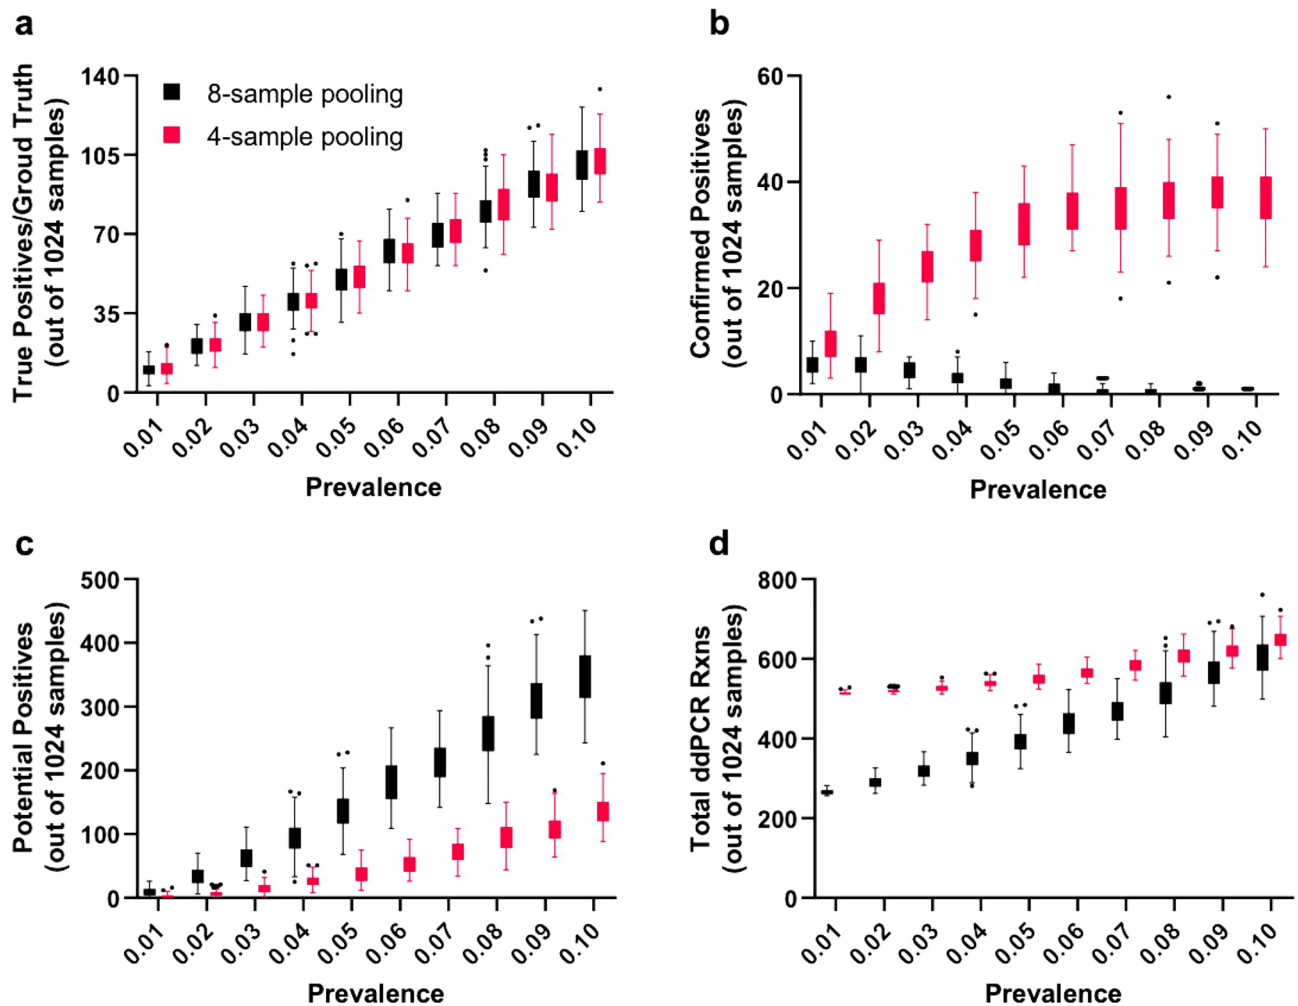 a
True Positives/Groud Truth
(out of 1024 samples)
140
105
70
35
0
8-sample pooling
4-sample pooling
0.01 0.02 0.03 0.04 0.05 0.06 0.07 0.08 0.09 0.10
Prevalence
b
Confirmed Positives
(out of 1024 samples)
60
40
20
0
0.01 0.02 0.03 0.04 0.05 0.06 0.07 0.08 0.09 0.10
Prevalence
c
Potential Positives
(out of 1024 samples)
500
400
300
200
100
0
0.01 0.02 0.03 0.04 0.05 0.06 0.07 0.08 0.09 0.10
Prevalence
d
Total ddPCR Rxns
(out of 1024 samples)
800
600
400
200
0
0.01 0.02 0.03 0.04 0.05 0.06 0.07 0.08 0.09 0.10
Prevalence